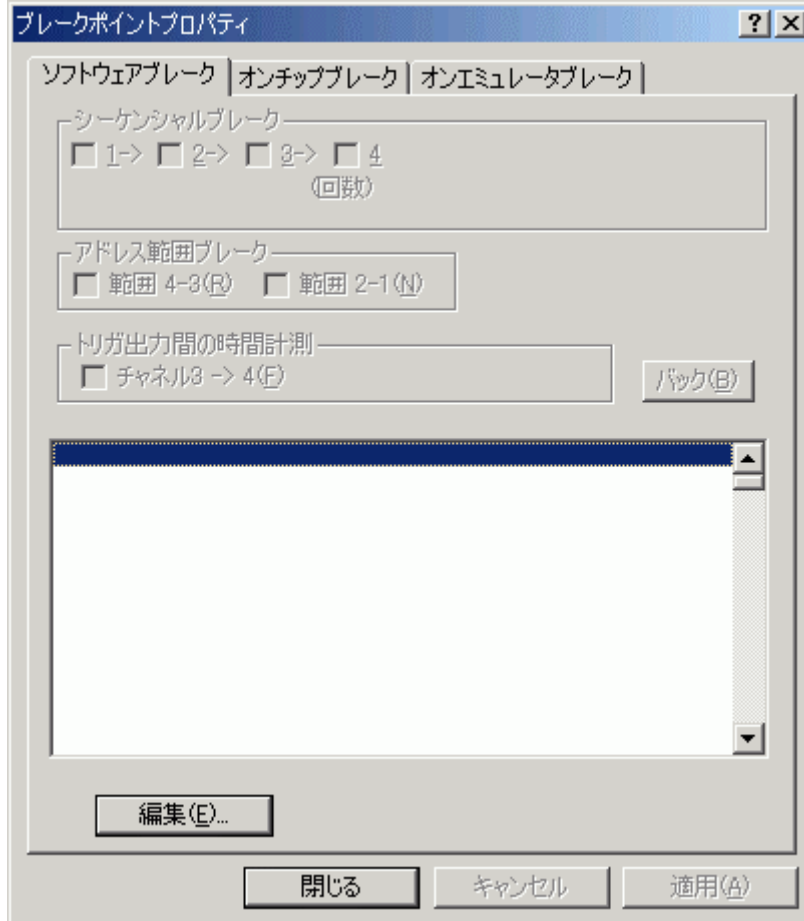 ブレークポイントプロパティ
ソフトウェアブレーク オンチップブレーク オンエミュレータブレーク
シーケンシャルブレーク
1-> 2-> 3-> 4
(回数)
アドレス範囲ブレーク
範囲 4-3(R) 範囲 2-1(N)
トリガ出力間の時間計測
チャネル3 -> 4(F)
バック(B)
編集(E)...
閉じる キャンセル 適用(A)